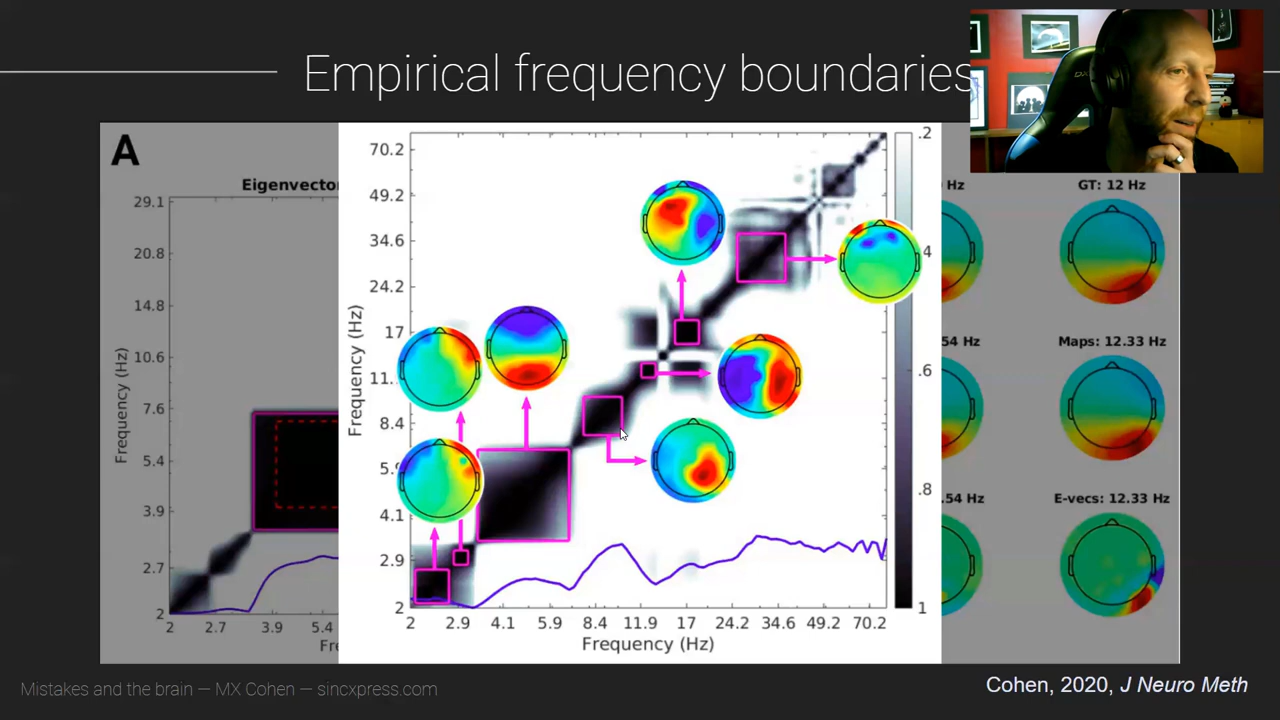 Empirical frequency boundaries
A
Eigenvector
29.1
20.8
14.8
10.6
7.6
5.4
3.9
2.7
2
Frequency (Hz)
2 2.7 3.9 5.4
70.2
49.2
34.6
24.2
17
11.
8.4
4.1
2.9
2
Frequency (Hz)
2 2.9 4.1 5.9 8.4 11.9 17 24.2 34.6 49.2 70.2
Frequency (Hz)
.2
4
.6
.8
1
Hz
GT: 12 Hz
54 Hz
Maps: 12.33 Hz
.54 Hz
E-vecs: 12.33 Hz
Mistakes and the brain — MX Cohen — sincxpress.com
Cohen, 2020, J Neuro Meth